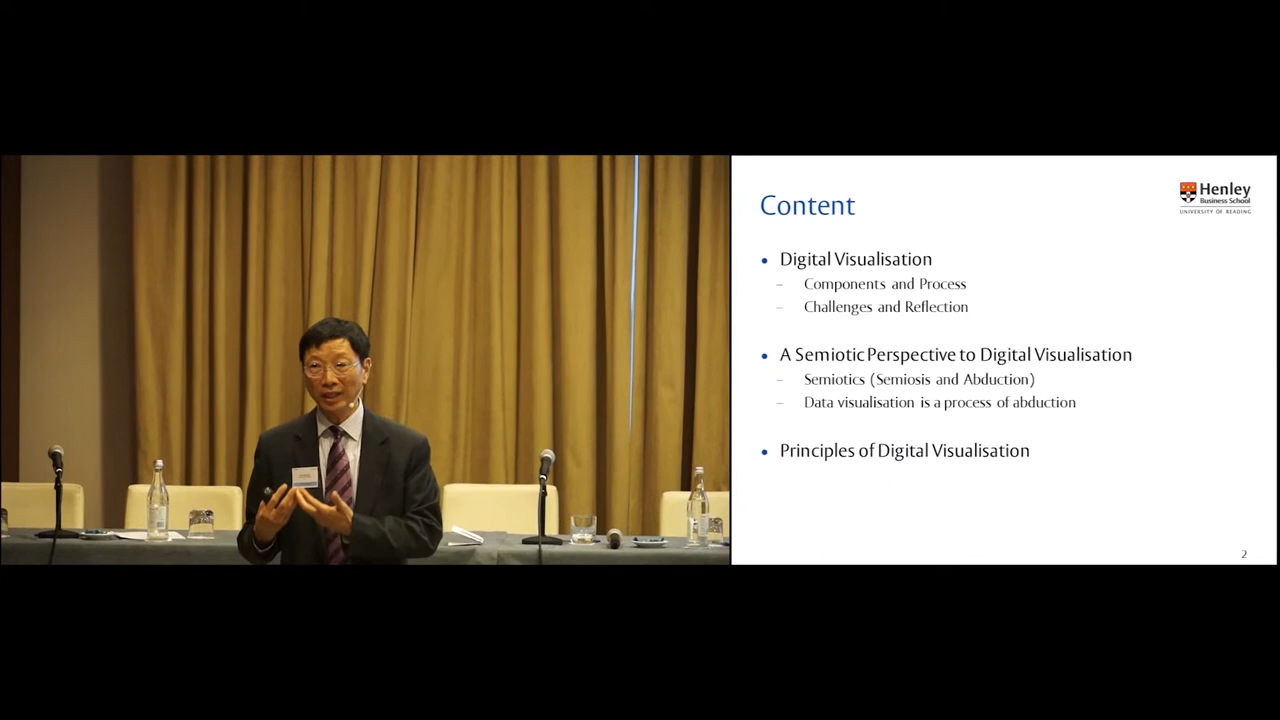 Content
Henley
Business School
UNIVERSITY OF READING
• Digital Visualisation
– Components and Process
– Challenges and Reflection
• A Semiotic Perspective to Digital Visualisation
– Semiotics (Semiosis and Abduction)
– Data visualisation is a process of abduction
• Principles of Digital Visualisation
2